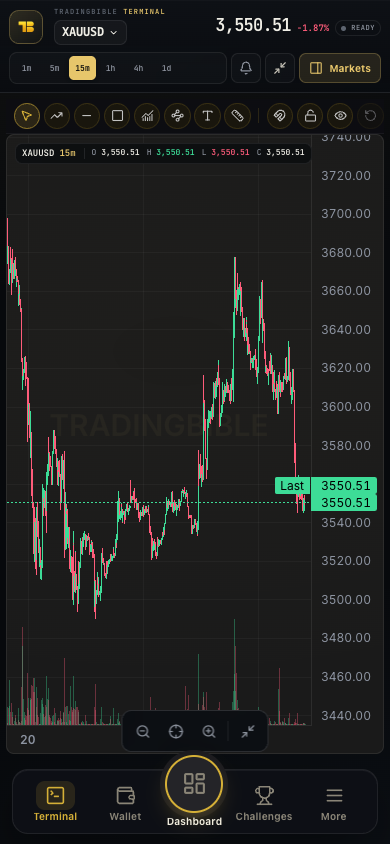 TRADINGBIBLE TERMINAL
XAUUSD
3,550.51 -1.87% READY
1m 5m 15m 1h 4h 1d
Markets
T
XAUUSD 15m O 3,550.51 H 3,550.51 L 3,550.51 C 3,550.51
3740.00
3720.00
3700.00
3680.00
3660.00
3640.00
3620.00
3600.00
TRADINGBIBLE
3580.00
Last 3550.51
3550.51
3540.00
3520.00
3500.00
3480.00
3460.00
3440.00
20
Terminal Wallet Dashboard Challenges More